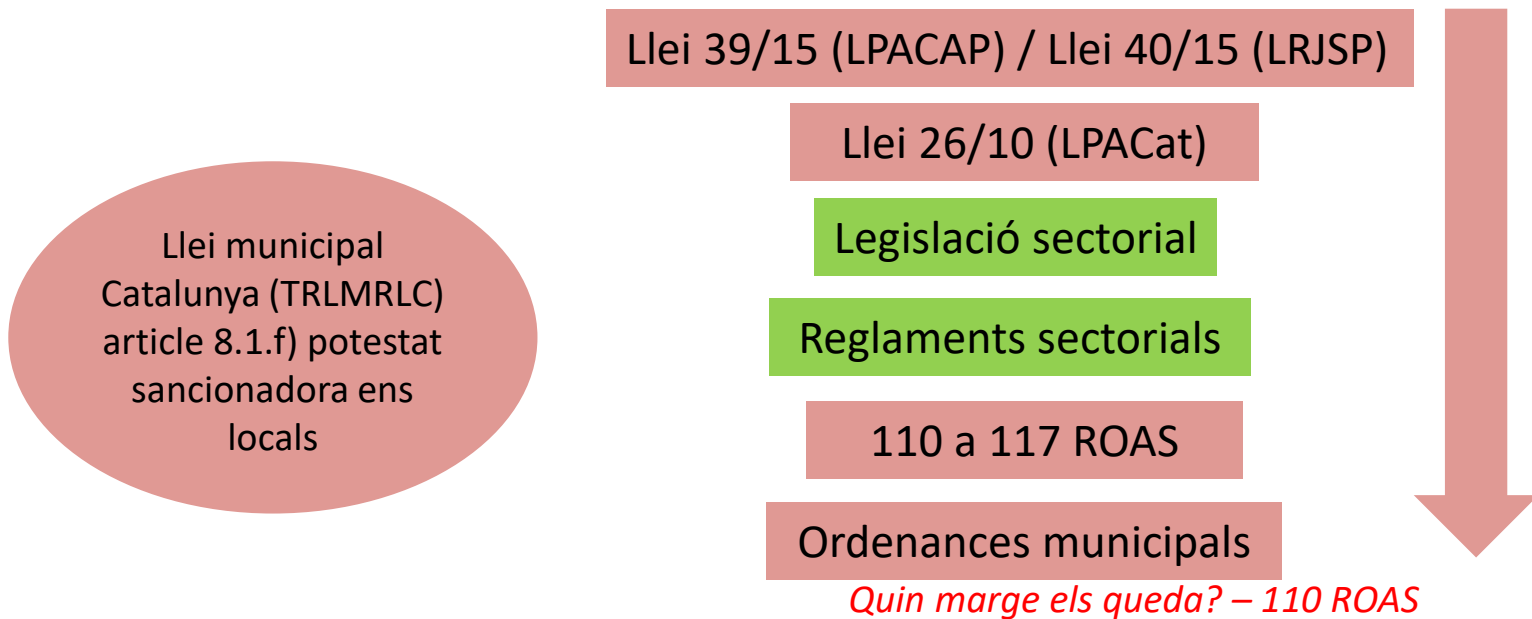 Llei 39/15 (LPACAP) / Llei 40/15 (LRJSP)
Llei 26/10 (LPACat)
Legislació sectorial
Reglaments sectorials
110 a 117 ROAS
Ordenances municipals
Quin marge els queda? – 110 ROAS
Llei municipal
Catalunya (TRLMRLC)
article 8.1.f) potestat
sancionadora ens
locals